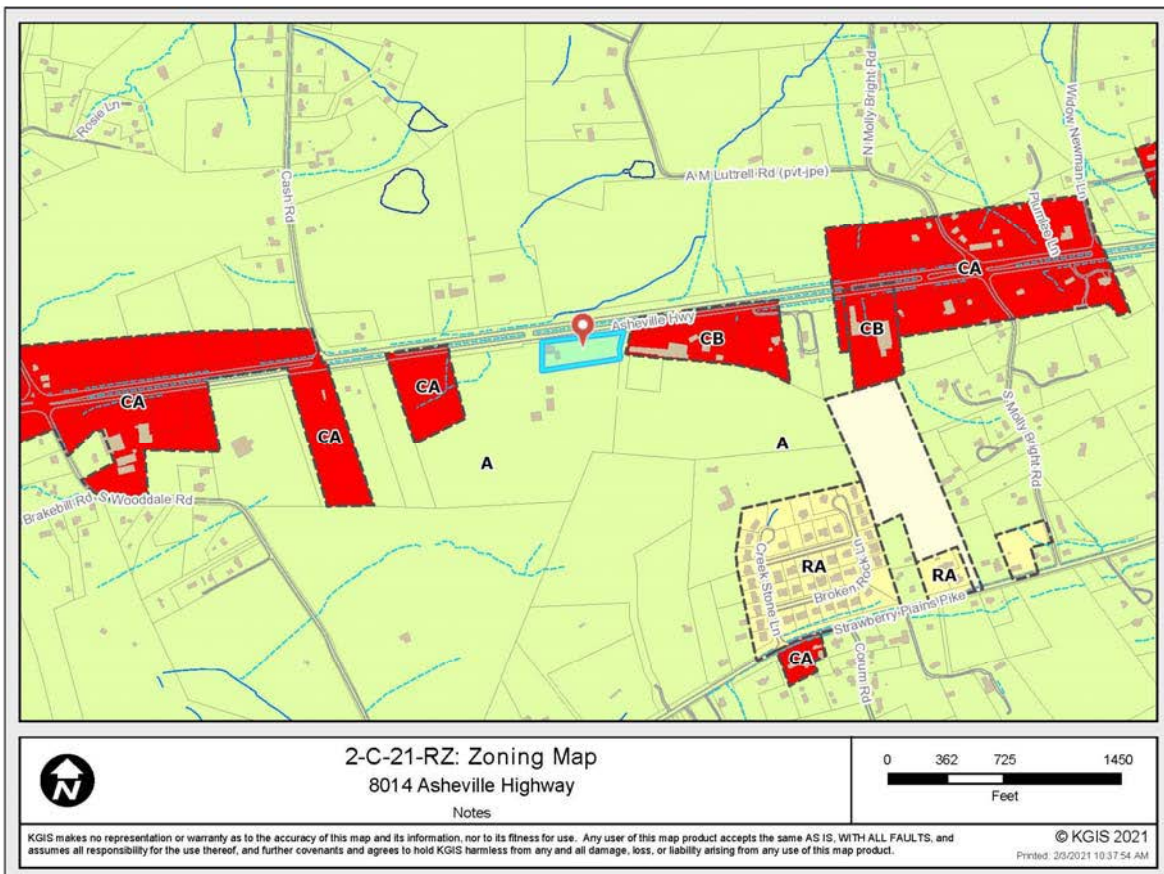 Rosie Ln
Cash Rd
N Molly Bright Rd
Widow Newman Ln
A M Luttrell Rd (pvt-jpe)
Plumlee Ln
CA
Asheville Hwy
CB
CB
CA
CA
CA
A
A
S Molly Bright Rd
Brakebill Rd
S Wooddale Rd
Creek Stone Ln
RA
Broken Rock Ln
RA
Strawberry Plains Pike
CA
Corum Rd
N
2-C-21-RZ: Zoning Map
8014 Asheville Highway
Notes
0 362 725 1450
Feet
KGIS makes no representation or warranty as to the accuracy of this map and its information, nor to its fitness for use. Any user of this map product accepts the same AS IS, WITH ALL FAULTS, and
assumes all responsibility for the use thereof, and further covenants and agrees to hold KGIS harmless from any and all damage, loss, or liability arising from any use of this map product.
© KGIS 2021
Printed: 2/3/2021 10:37:54 AM